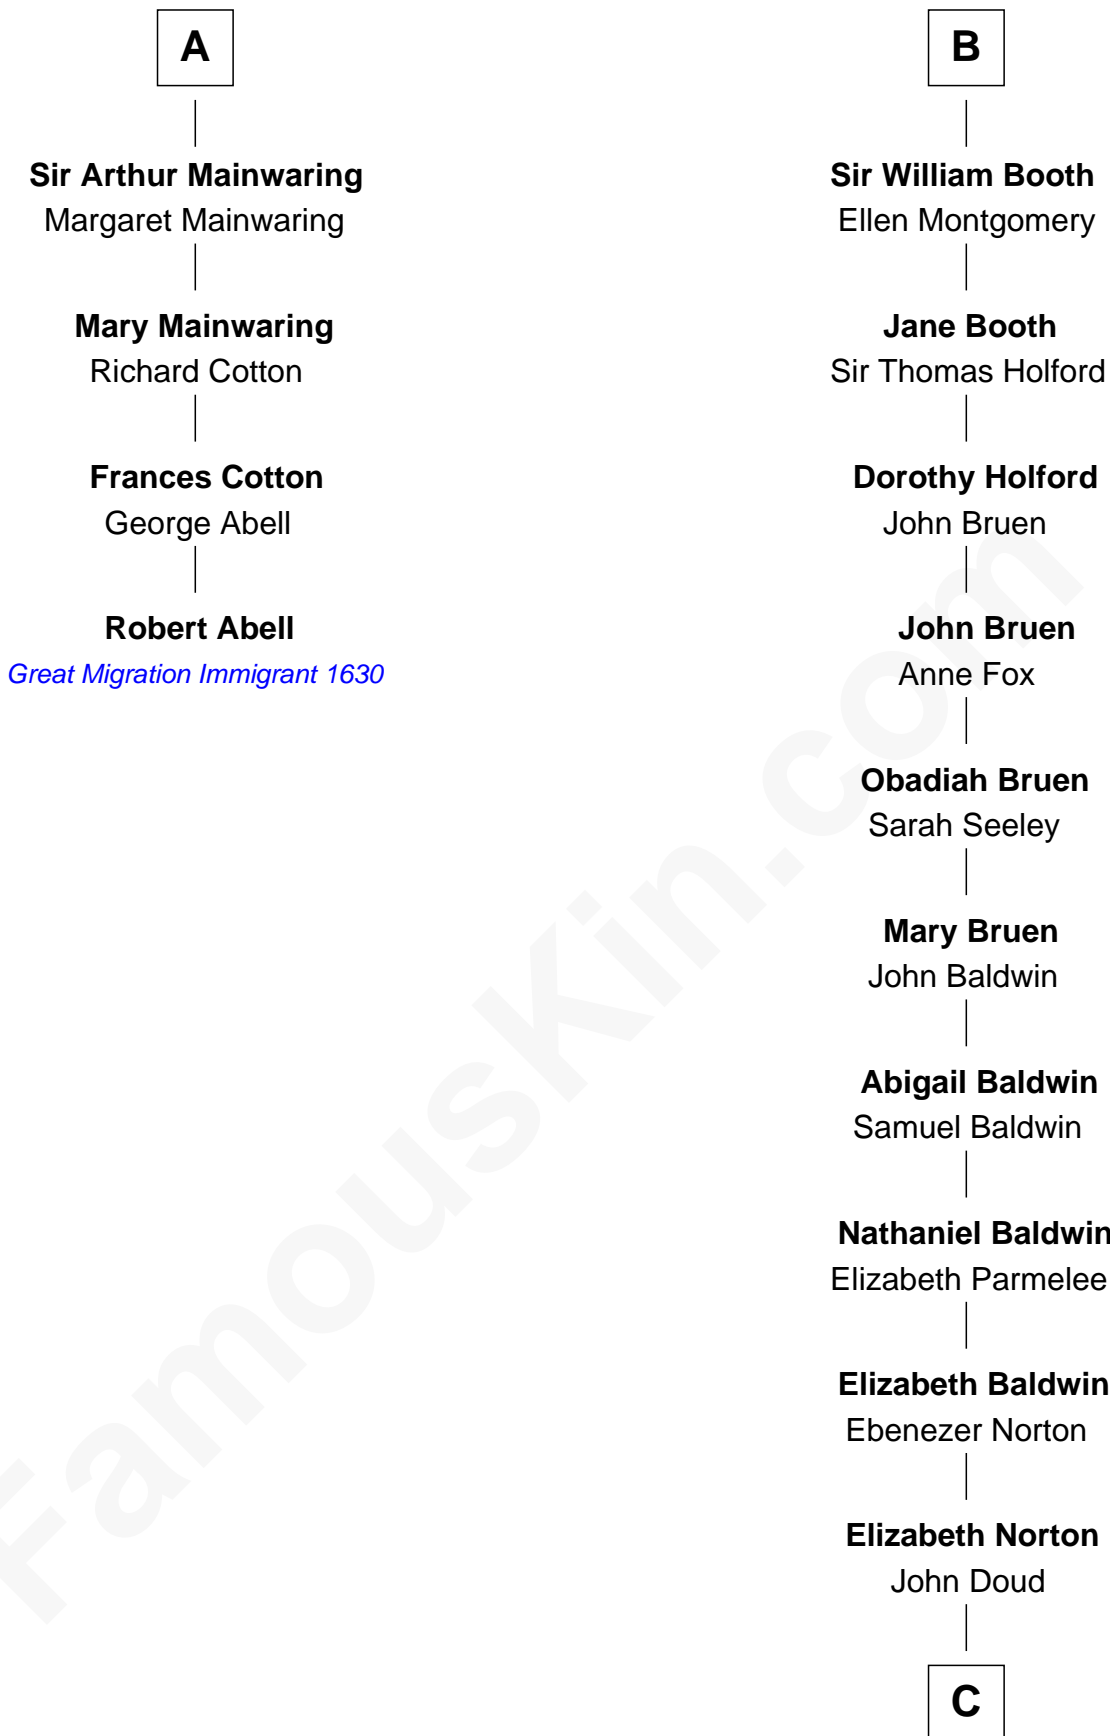 A
Sir Arthur Mainwaring
Margaret Mainwaring
Mary Mainwaring
Richard Cotton
Frances Cotton
George Abell
Robert Abell
Great Migration Immigrant 1630
B
Sir William Booth
Ellen Montgomery
Jane Booth
Sir Thomas Holford
Dorothy Holford
John Bruen
John Bruen
Anne Fox
Obadiah Bruen
Sarah Seeley
Mary Bruen
John Baldwin
Abigail Baldwin
Samuel Baldwin
Nathaniel Baldwin
Elizabeth Parmelee
Elizabeth Baldwin
Ebenezer Norton
Elizabeth Norton
John Doud
C
FamousKin.com